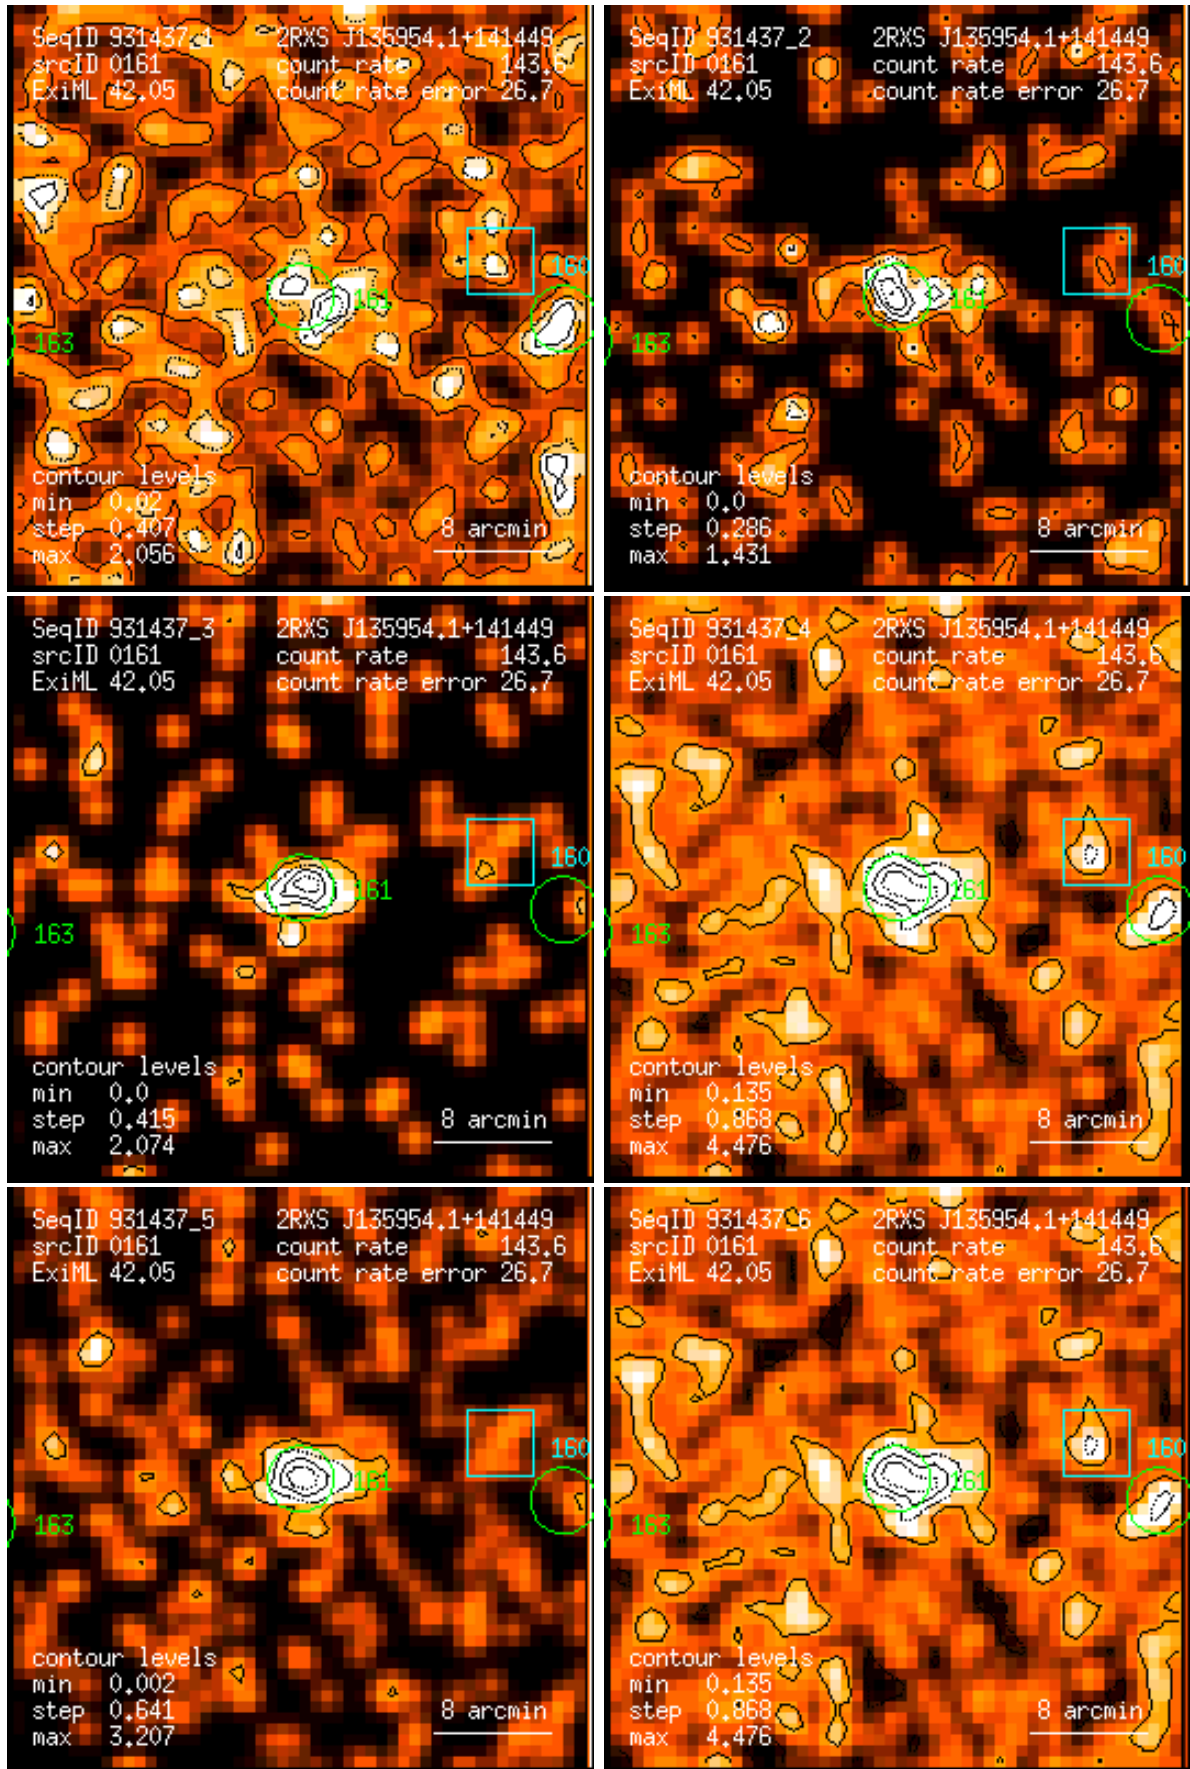 SeqID 931437_1 2RXS J135954.1+141449
srcID 0161 count rate 143.6
ExiML 42.05 count rate error 26.7
160
161
163
contour levels
min 0.02
step 0.407 8 arcmin
max 2.056
SeqID 931437_2 2RXS J135954.1+141449
srcID 0161 count rate 143.6
ExiML 42.05 count rate error 26.7
160
161
163
contour levels
min 0.0
step 0.286 8 arcmin
max 1.431
SeqID 931437_3 2RXS J135954.1+141449
srcID 0161 count rate 143.6
ExiML 42.05 count rate error 26.7
160
161
163
contour levels
min 0.0
step 0.415 8 arcmin
max 2.074
SeqID 931437_4 2RXS J135954.1+141449
srcID 0161 count rate 143.6
ExiML 42.05 count rate error 26.7
160
161
163
contour levels
min 0.135
step 0.868 8 arcmin
max 4.476
SeqID 931437_5 2RXS J135954.1+141449
srcID 0161 count rate 143.6
ExiML 42.05 count rate error 26.7
160
161
163
contour levels
min 0.002
step 0.641 8 arcmin
max 3.207
SeqID 931437_6 2RXS J135954.1+141449
srcID 0161 count rate 143.6
ExiML 42.05 count rate error 26.7
160
161
163
contour levels
min 0.135
step 0.868 8 arcmin
max 4.476